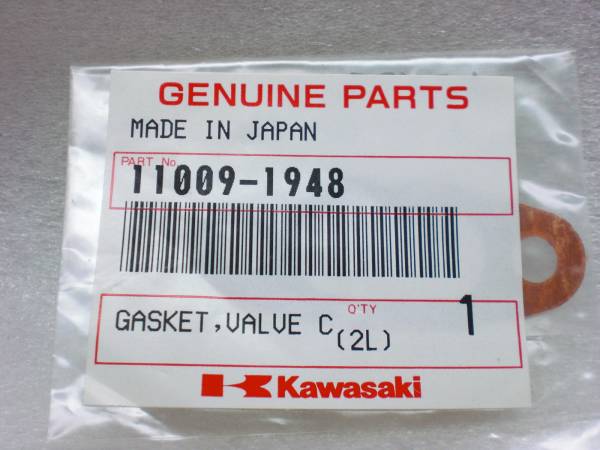 GENUINE PARTS
MADE IN JAPAN
PART No
11009-1948
Q'TY
GASKET,VALVE C 1
(2L)
Kawasaki